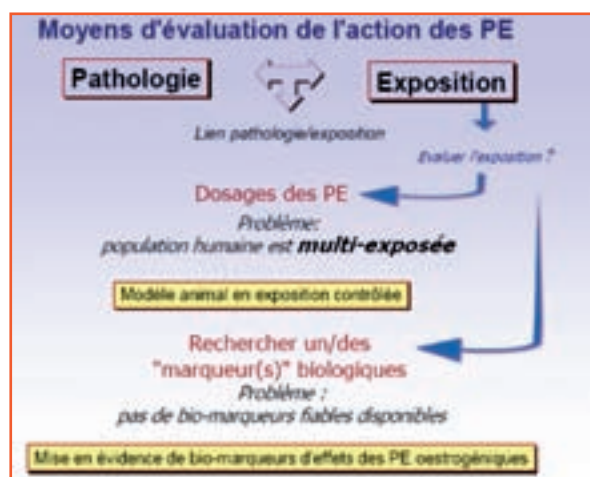 Moyens d'évaluation de l'action des PE
Pathologie
Exposition
Lien pathologie/exposition
Evaluer l'exposition ?
Dosages des PE
Problème:
population humaine est multi-exposée
Modèle animal en exposition contrôlée
Rechercher un/des
"marqueur(s)" biologiques
Problème :
pas de bio-marqueurs fiables disponibles
Mise en évidence de bio-marqueurs d'effets des PE oestrogéniques